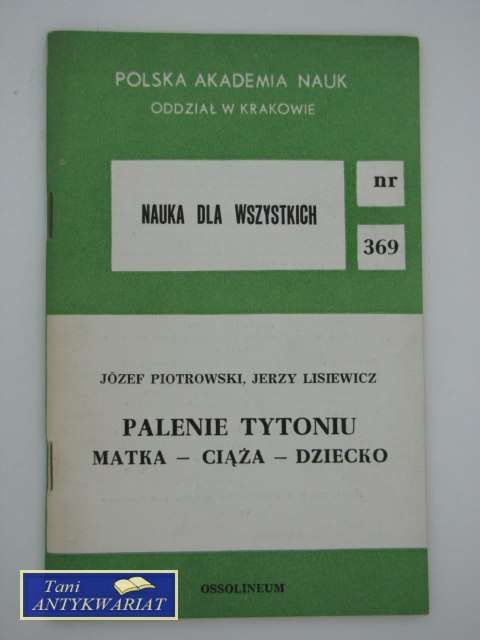 POLSKA AKADEMIA NAUK
ODDZIAŁ W KRAKOWIE
NAUKA DLA WSZYSTKICH
nr
369
JÓZEF PIOTROWSKI, JERZY LISIEWICZ
PALENIE TYTONIU
MATKA – CIĄŻA – DZIECKO
OSSOLINEUM
Tani
ANTYKWARIAT